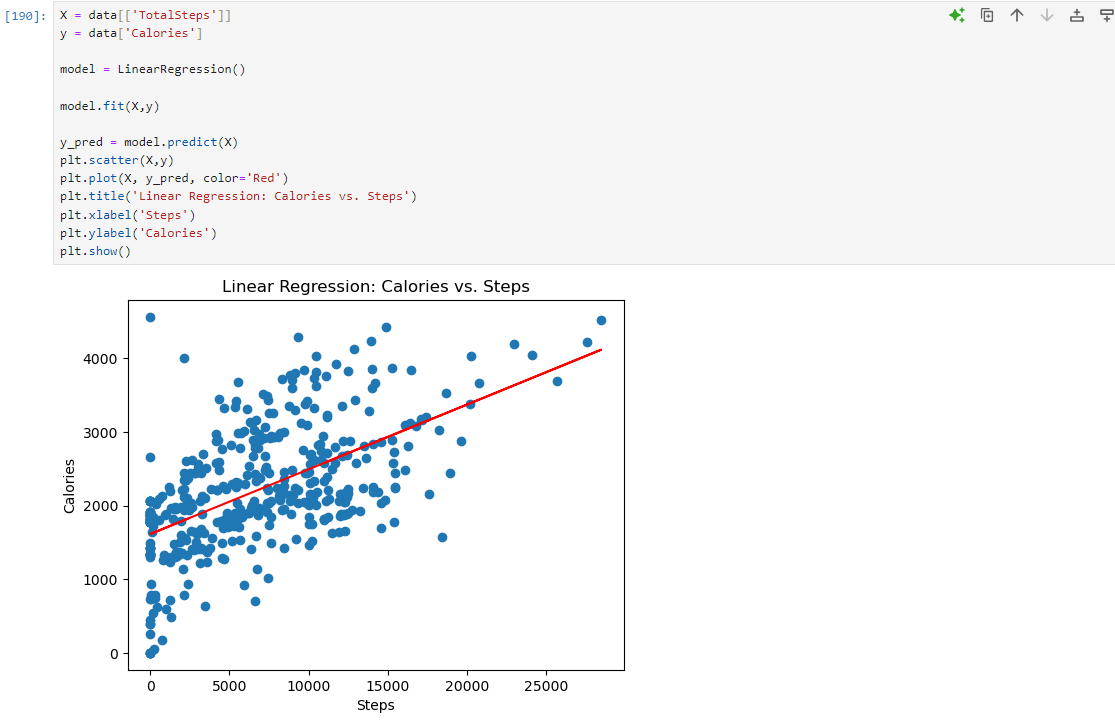 [190]: X = data[['TotalSteps']]
y = data['Calories']
model = LinearRegression()
model.fit(X,y)
y_pred = model.predict(X)
plt.scatter(X,y)
plt.plot(X, y_pred, color='Red')
plt.title('Linear Regression: Calories vs. Steps')
plt.xlabel('Steps')
plt.ylabel('Calories')
plt.show()
Linear Regression: Calories vs. Steps
4000
3000
2000
1000
0
Calories
0 5000 10000 15000 20000 25000
Steps